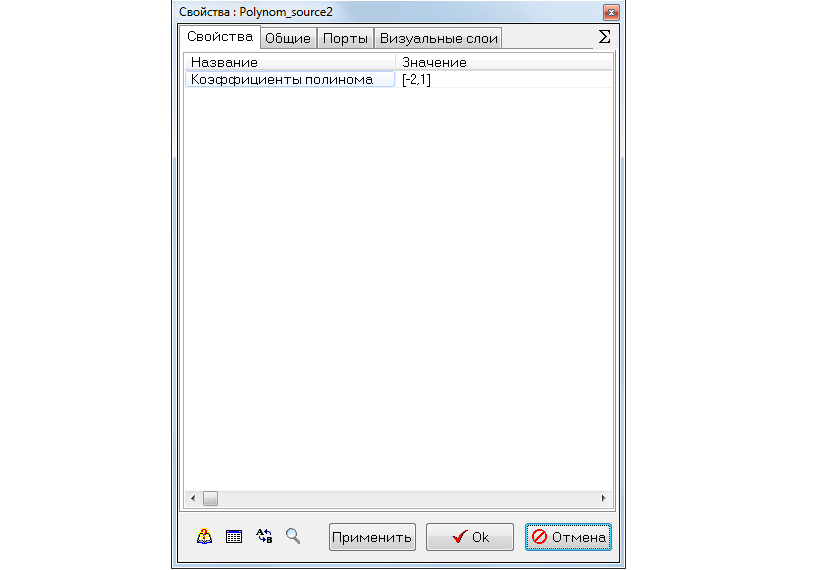 Свойства : Polynom_source2
Свойства Общие Порты Визуальные слои Σ
Название Значение
Коэффициенты полинома [-2,1]
Применить Ok Отмена